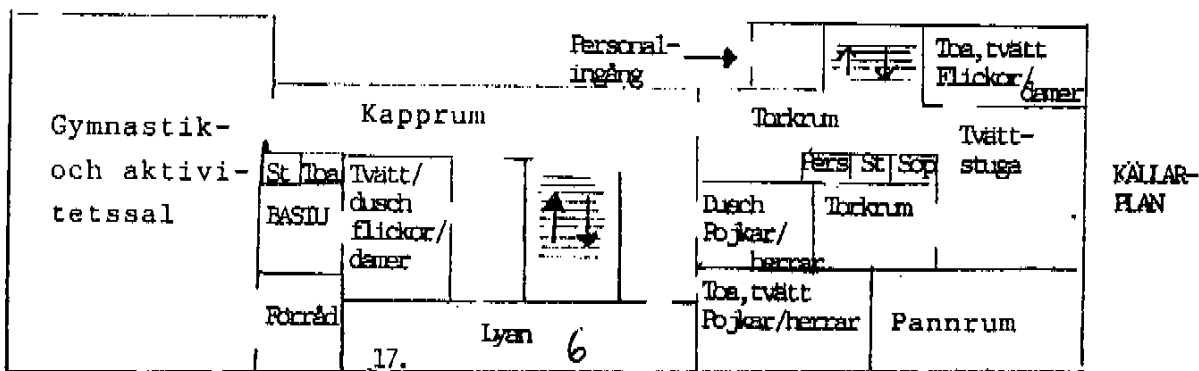 Gymnastik-
och aktivi-
tetssal
Kapprum
St Toa
BASTU
Förråd
Tvätt/
dusch
flickor/
damer
17.
Lyan 6
Personal-
ingång
Toa,tvätt
Flickor/
damer
Torkrum
Tvätt-
stuga
Pers St Sop
Torkrum
Dusch
Pojkar/
herrar
Toa,tvätt
Pojkar/herrar
Pannrum
KÄLLAR-
PLAN